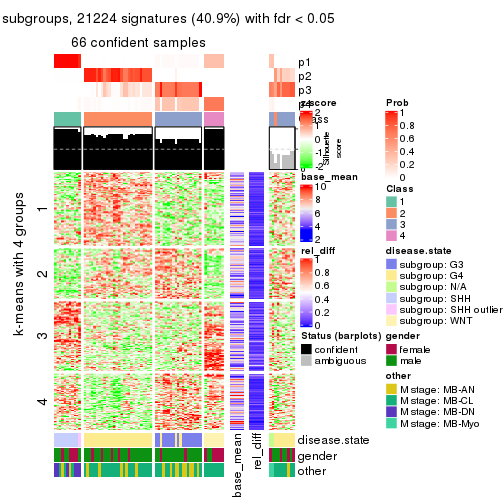 subgroups, 21224 signatures (40.9%) with fdr < 0.05
66 confident samples
p1
p2
p3
p4
Class
Silhouette
score
k-means with 4 groups
1
2
3
4
base_mean
rel_diff
disease.state
gender
other
z-score
2
1
0
-1
-2
base_mean
10
8
6
4
2
rel_diff
1
0.8
0.6
0.4
0.2
0
Status (barplots)
confident
ambiguous
Prob
1
0.8
0.6
0.4
0.2
0
Class
1
2
3
4
disease.state
subgroup: G3
subgroup: G4
subgroup: N/A
subgroup: SHH
subgroup: SHH outlier
subgroup: WNT
gender
female
male
other
M stage: MB-AN
M stage: MB-CL
M stage: MB-DN
M stage: MB-Myo